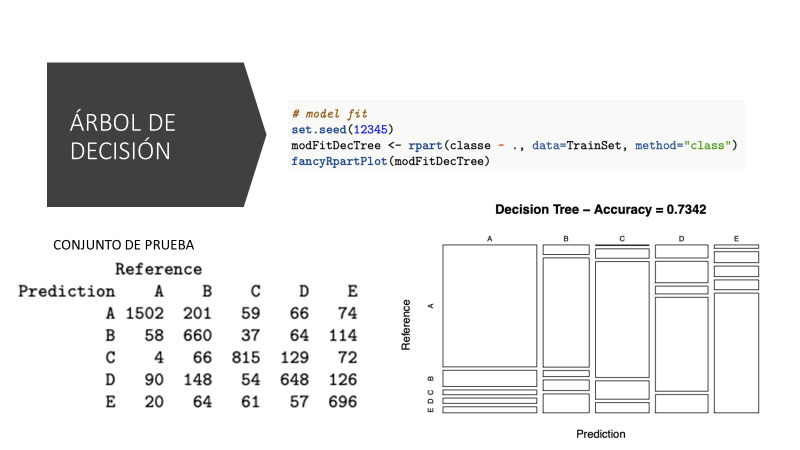 ÁRBOL DE
DECISIÓN
# model fit
set.seed(12345)
modFitDecTree <- rpart(classe ~ ., data=TrainSet, method="class")
fancyRpartPlot(modFitDecTree)
CONJUNTO DE PRUEBA
Reference
Prediction A B C D E
A 1502 201 59 66 74
B 58 660 37 64 114
C 4 66 815 129 72
D 90 148 54 648 126
E 20 64 61 57 696
Decision Tree – Accuracy = 0.7342
A B C D E
Reference
A
B
C
D
E
Prediction